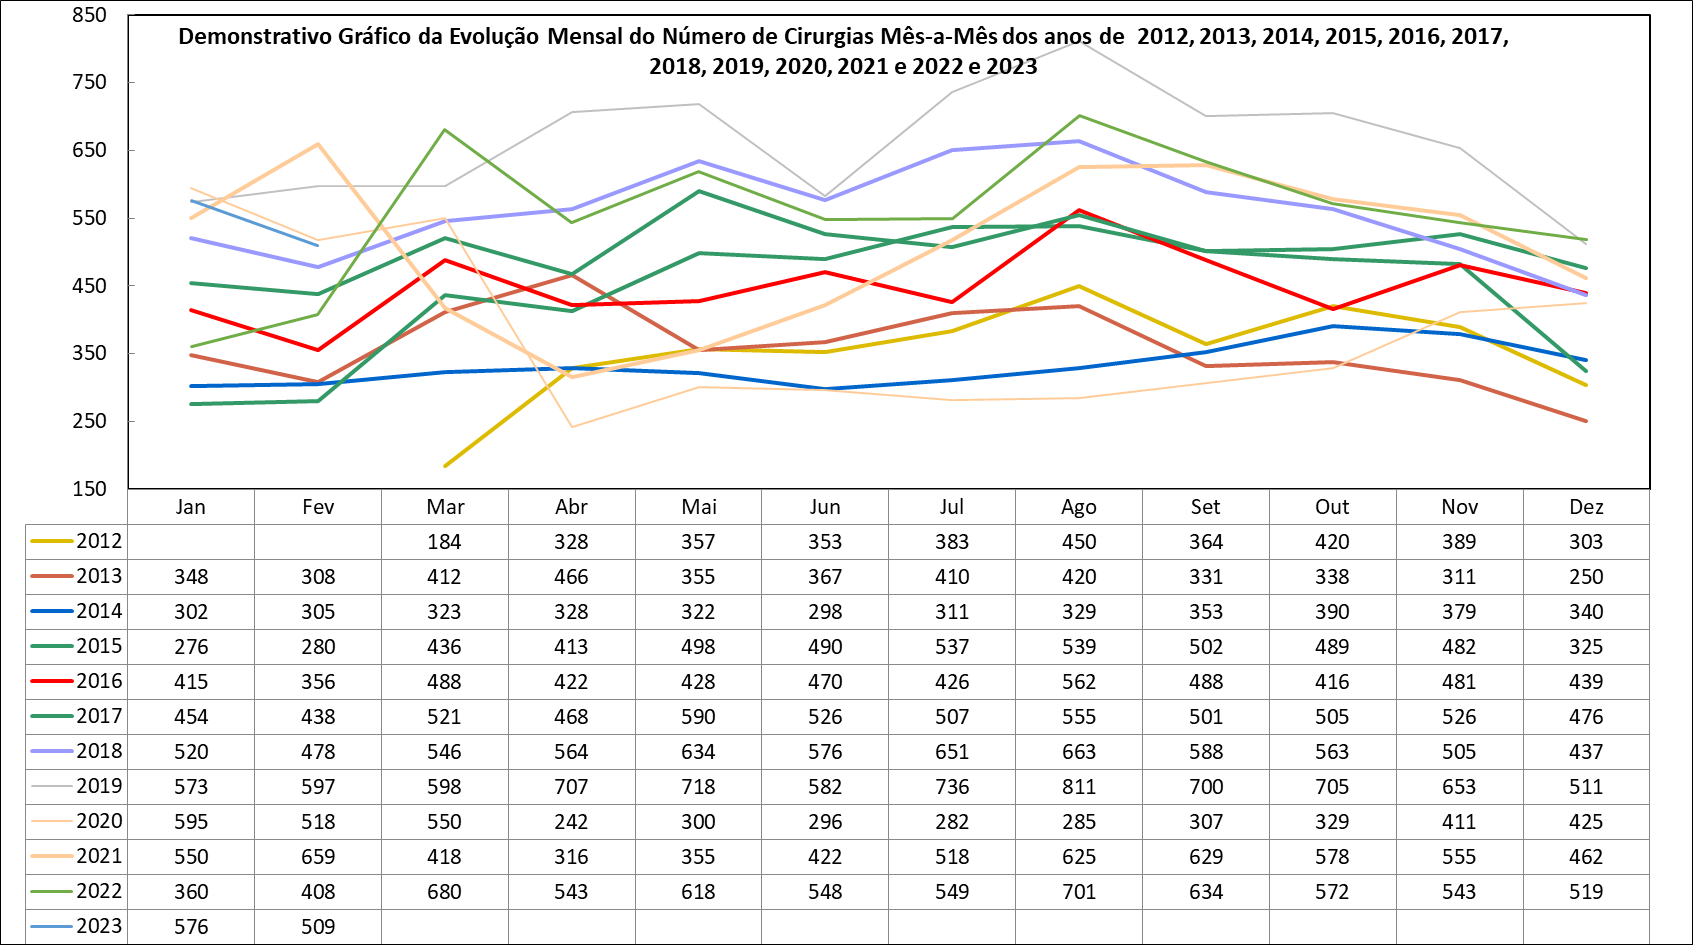 Demonstrativo Gráfico da Evolução Mensal do Número de Cirurgias Mês-a-Mês dos anos de 2012, 2013, 2014, 2015, 2016, 2017,
2018, 2019, 2020, 2021 e 2022 e 2023
850
750
650
550
450
350
250
150
Jan Fev Mar Abr Mai Jun Jul Ago Set Out Nov Dez
2012 184 328 357 353 383 450 364 420 389 303
2013 348 308 412 466 355 367 410 420 331 338 311 250
2014 302 305 323 328 322 298 311 329 353 390 379 340
2015 276 280 436 413 498 490 537 539 502 489 482 325
2016 415 356 488 422 428 470 426 562 488 416 481 439
2017 454 438 521 468 590 526 507 555 501 505 526 476
2018 520 478 546 564 634 576 651 663 588 563 505 437
2019 573 597 598 707 718 582 736 811 700 705 653 511
2020 595 518 550 242 300 296 282 285 307 329 411 425
2021 550 659 418 316 355 422 518 625 629 578 555 462
2022 360 408 680 543 618 548 549 701 634 572 543 519
2023 576 509